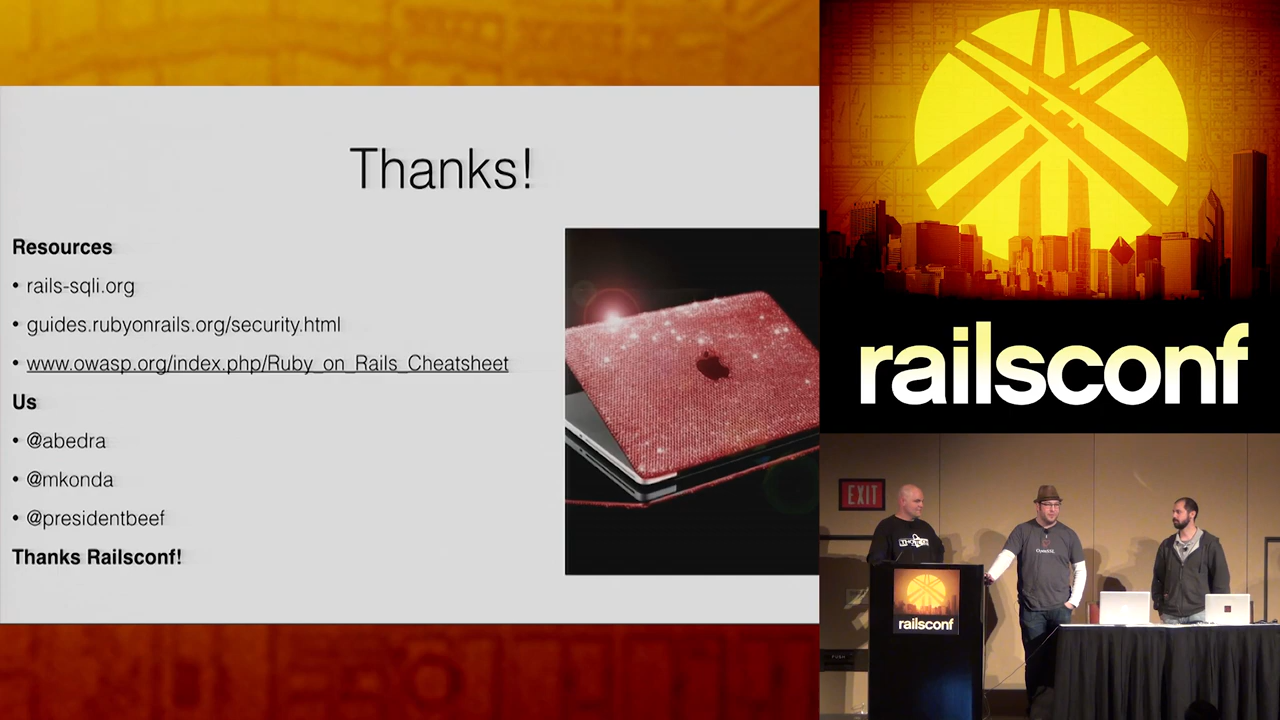 Thanks!
Resources
• rails-sqli.org
• guides.rubyonrails.org/security.html
• www.owasp.org/index.php/Ruby_on_Rails_Cheatsheet
Us
• @abedra
• @mkonda
• @presidentbeef
Thanks Railsconf!
railsconf
EXIT
railsconf